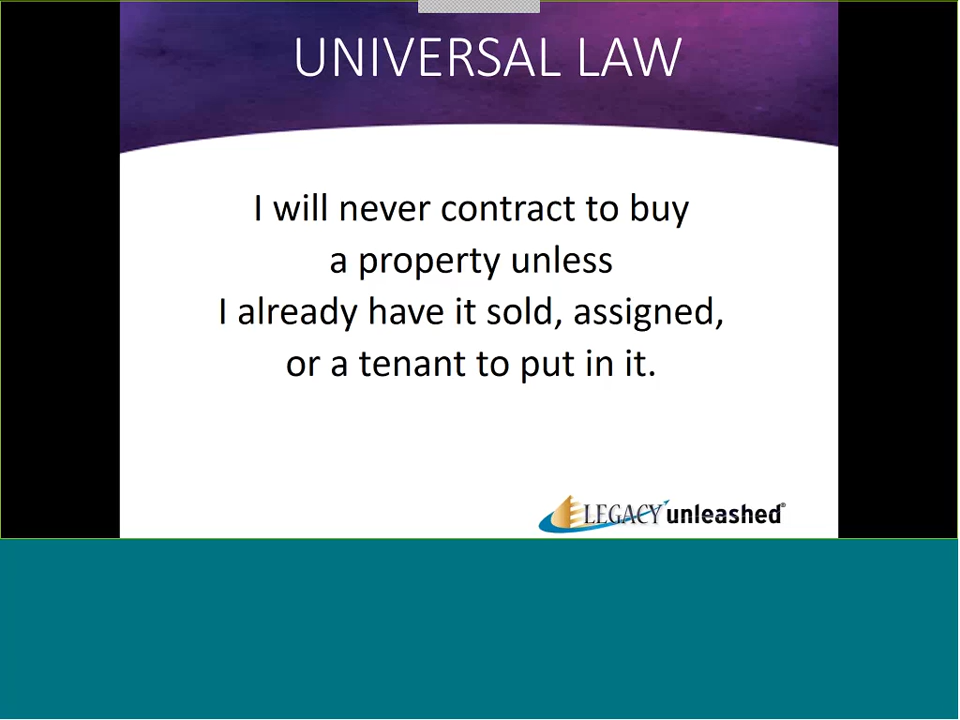 UNIVERSAL LAW
I will never contract to buy
a property unless
I already have it sold, assigned,
or a tenant to put in it.
LEGACY unleashed®